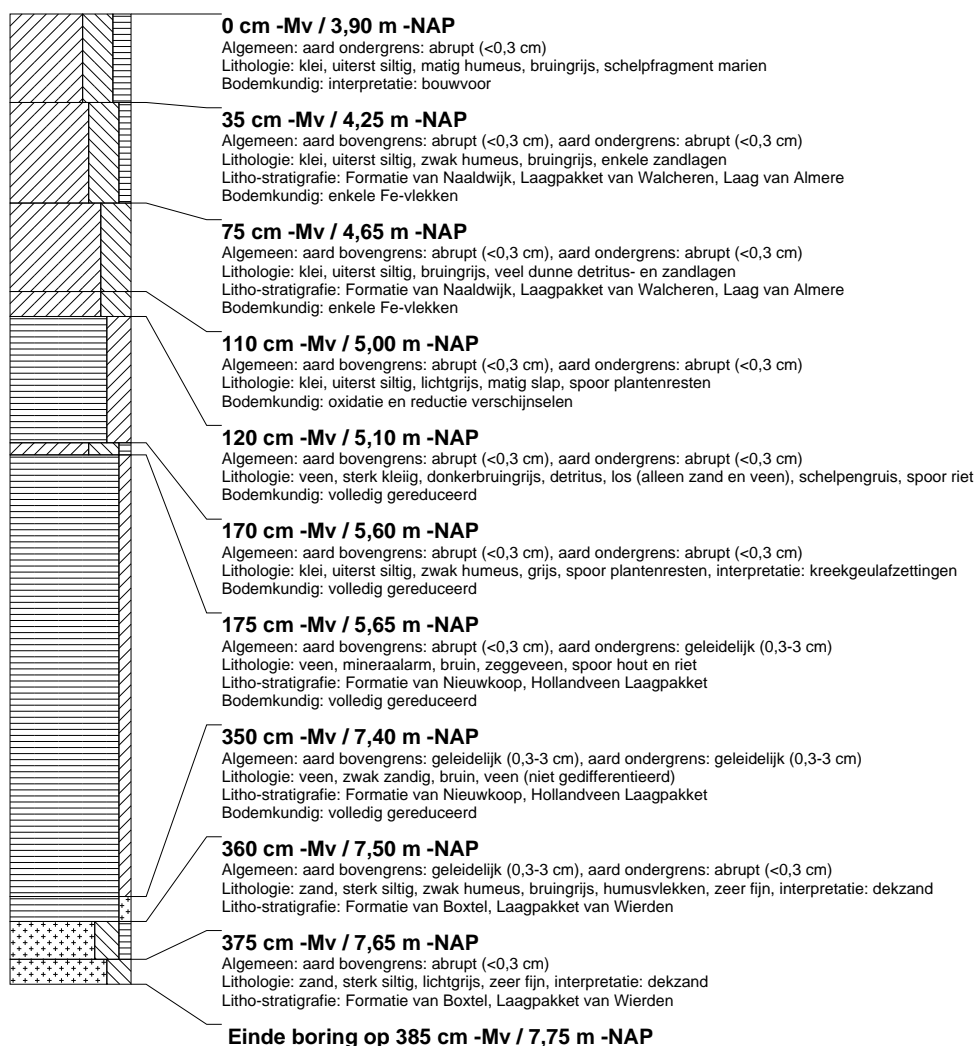 0 cm -Mv / 3,90 m -NAP
Algemeen: aard ondergrens: abrupt (<0,3 cm)
Lithologie: klei, uiterst siltig, matig humeus, bruingrijs, schelpfragment marien
Bodemkundig: interpretatie: bouwvoor
35 cm -Mv / 4,25 m -NAP
Algemeen: aard bovengrens: abrupt (<0,3 cm), aard ondergrens: abrupt (<0,3 cm)
Lithologie: klei, uiterst siltig, zwak humeus, bruingrijs, enkele zandlagen
Litho-stratigrafie: Formatie van Naaldwijk, Laagpakket van Walcheren, Laag van Almere
Bodemkundig: enkele Fe-vlekken
75 cm -Mv / 4,65 m -NAP
Algemeen: aard bovengrens: abrupt (<0,3 cm), aard ondergrens: abrupt (<0,3 cm)
Lithologie: klei, uiterst siltig, bruingrijs, veel dunne detritus- en zandlagen
Litho-stratigrafie: Formatie van Naaldwijk, Laagpakket van Walcheren, Laag van Almere
Bodemkundig: enkele Fe-vlekken
110 cm -Mv / 5,00 m -NAP
Algemeen: aard bovengrens: abrupt (<0,3 cm), aard ondergrens: abrupt (<0,3 cm)
Lithologie: klei, uiterst siltig, lichtgrijs, matig slap, spoor plantenresten
Bodemkundig: oxidatie en reductie verschijnselen
120 cm -Mv / 5,10 m -NAP
Algemeen: aard bovengrens: abrupt (<0,3 cm), aard ondergrens: abrupt (<0,3 cm)
Lithologie: veen, sterk kleiig, donkerbruingrijs, detritus, los (alleen zand en veen), schelpengruis, spoor riet
Bodemkundig: volledig gereduceerd
170 cm -Mv / 5,60 m -NAP
Algemeen: aard bovengrens: abrupt (<0,3 cm), aard ondergrens: abrupt (<0,3 cm)
Lithologie: klei, uiterst siltig, zwak humeus, grijs, spoor plantenresten, interpretatie: kreekgeulafzettingen
Bodemkundig: volledig gereduceerd
175 cm -Mv / 5,65 m -NAP
Algemeen: aard bovengrens: abrupt (<0,3 cm), aard ondergrens: geleidelijk (0,3-3 cm)
Lithologie: veen, mineraalarm, bruin, zeggeveen, spoor hout en riet
Litho-stratigrafie: Formatie van Nieuwkoop, Hollandveen Laagpakket
Bodemkundig: volledig gereduceerd
350 cm -Mv / 7,40 m -NAP
Algemeen: aard bovengrens: geleidelijk (0,3-3 cm), aard ondergrens: geleidelijk (0,3-3 cm)
Lithologie: veen, zwak zandig, bruin, veen (niet gedifferentieerd)
Litho-stratigrafie: Formatie van Nieuwkoop, Hollandveen Laagpakket
Bodemkundig: volledig gereduceerd
360 cm -Mv / 7,50 m -NAP
Algemeen: aard bovengrens: geleidelijk (0,3-3 cm), aard ondergrens: abrupt (<0,3 cm)
Lithologie: zand, sterk siltig, zwak humeus, bruingrijs, humusvlekken, zeer fijn, interpretatie: dekzand
Litho-stratigrafie: Formatie van Boxtel, Laagpakket van Wierden
375 cm -Mv / 7,65 m -NAP
Algemeen: aard bovengrens: abrupt (<0,3 cm)
Lithologie: zand, sterk siltig, lichtgrijs, zeer fijn, interpretatie: dekzand
Litho-stratigrafie: Formatie van Boxtel, Laagpakket van Wierden
Einde boring op 385 cm -Mv / 7,75 m -NAP